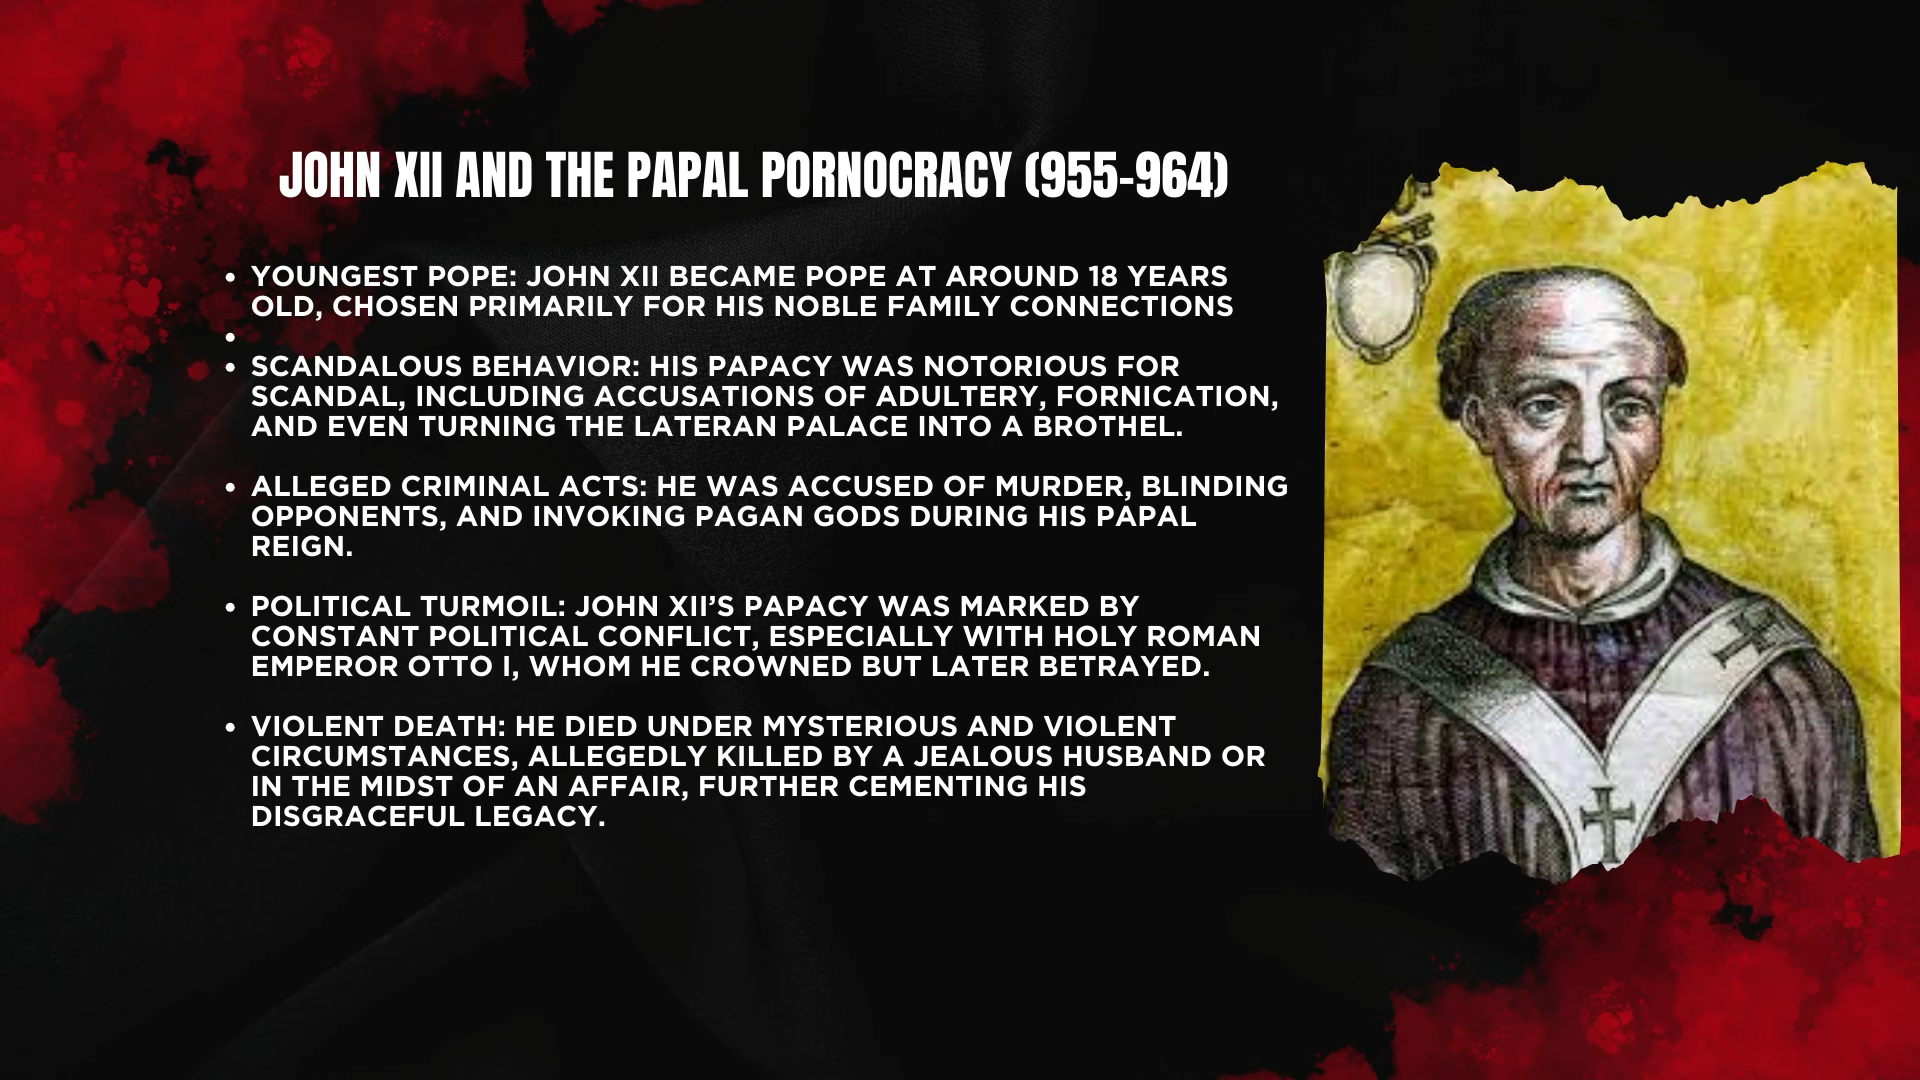 JOHN XII AND THE PAPAL PORNOCRACY (955-964)
• YOUNGEST POPE: JOHN XII BECAME POPE AT AROUND 18 YEARS
OLD, CHOSEN PRIMARILY FOR HIS NOBLE FAMILY CONNECTIONS
•
• SCANDALOUS BEHAVIOR: HIS PAPACY WAS NOTORIOUS FOR
SCANDAL, INCLUDING ACCUSATIONS OF ADULTERY, FORNICATION,
AND EVEN TURNING THE LATERAN PALACE INTO A BROTHEL.
• ALLEGED CRIMINAL ACTS: HE WAS ACCUSED OF MURDER, BLINDING
OPPONENTS, AND INVOKING PAGAN GODS DURING HIS PAPAL
REIGN.
• POLITICAL TURMOIL: JOHN XII’S PAPACY WAS MARKED BY
CONSTANT POLITICAL CONFLICT, ESPECIALLY WITH HOLY ROMAN
EMPEROR OTTO I, WHOM HE CROWNED BUT LATER BETRAYED.
• VIOLENT DEATH: HE DIED UNDER MYSTERIOUS AND VIOLENT
CIRCUMSTANCES, ALLEGEDLY KILLED BY A JEALOUS HUSBAND OR
IN THE MIDST OF AN AFFAIR, FURTHER CEMENTING HIS
DISGRACEFUL LEGACY.